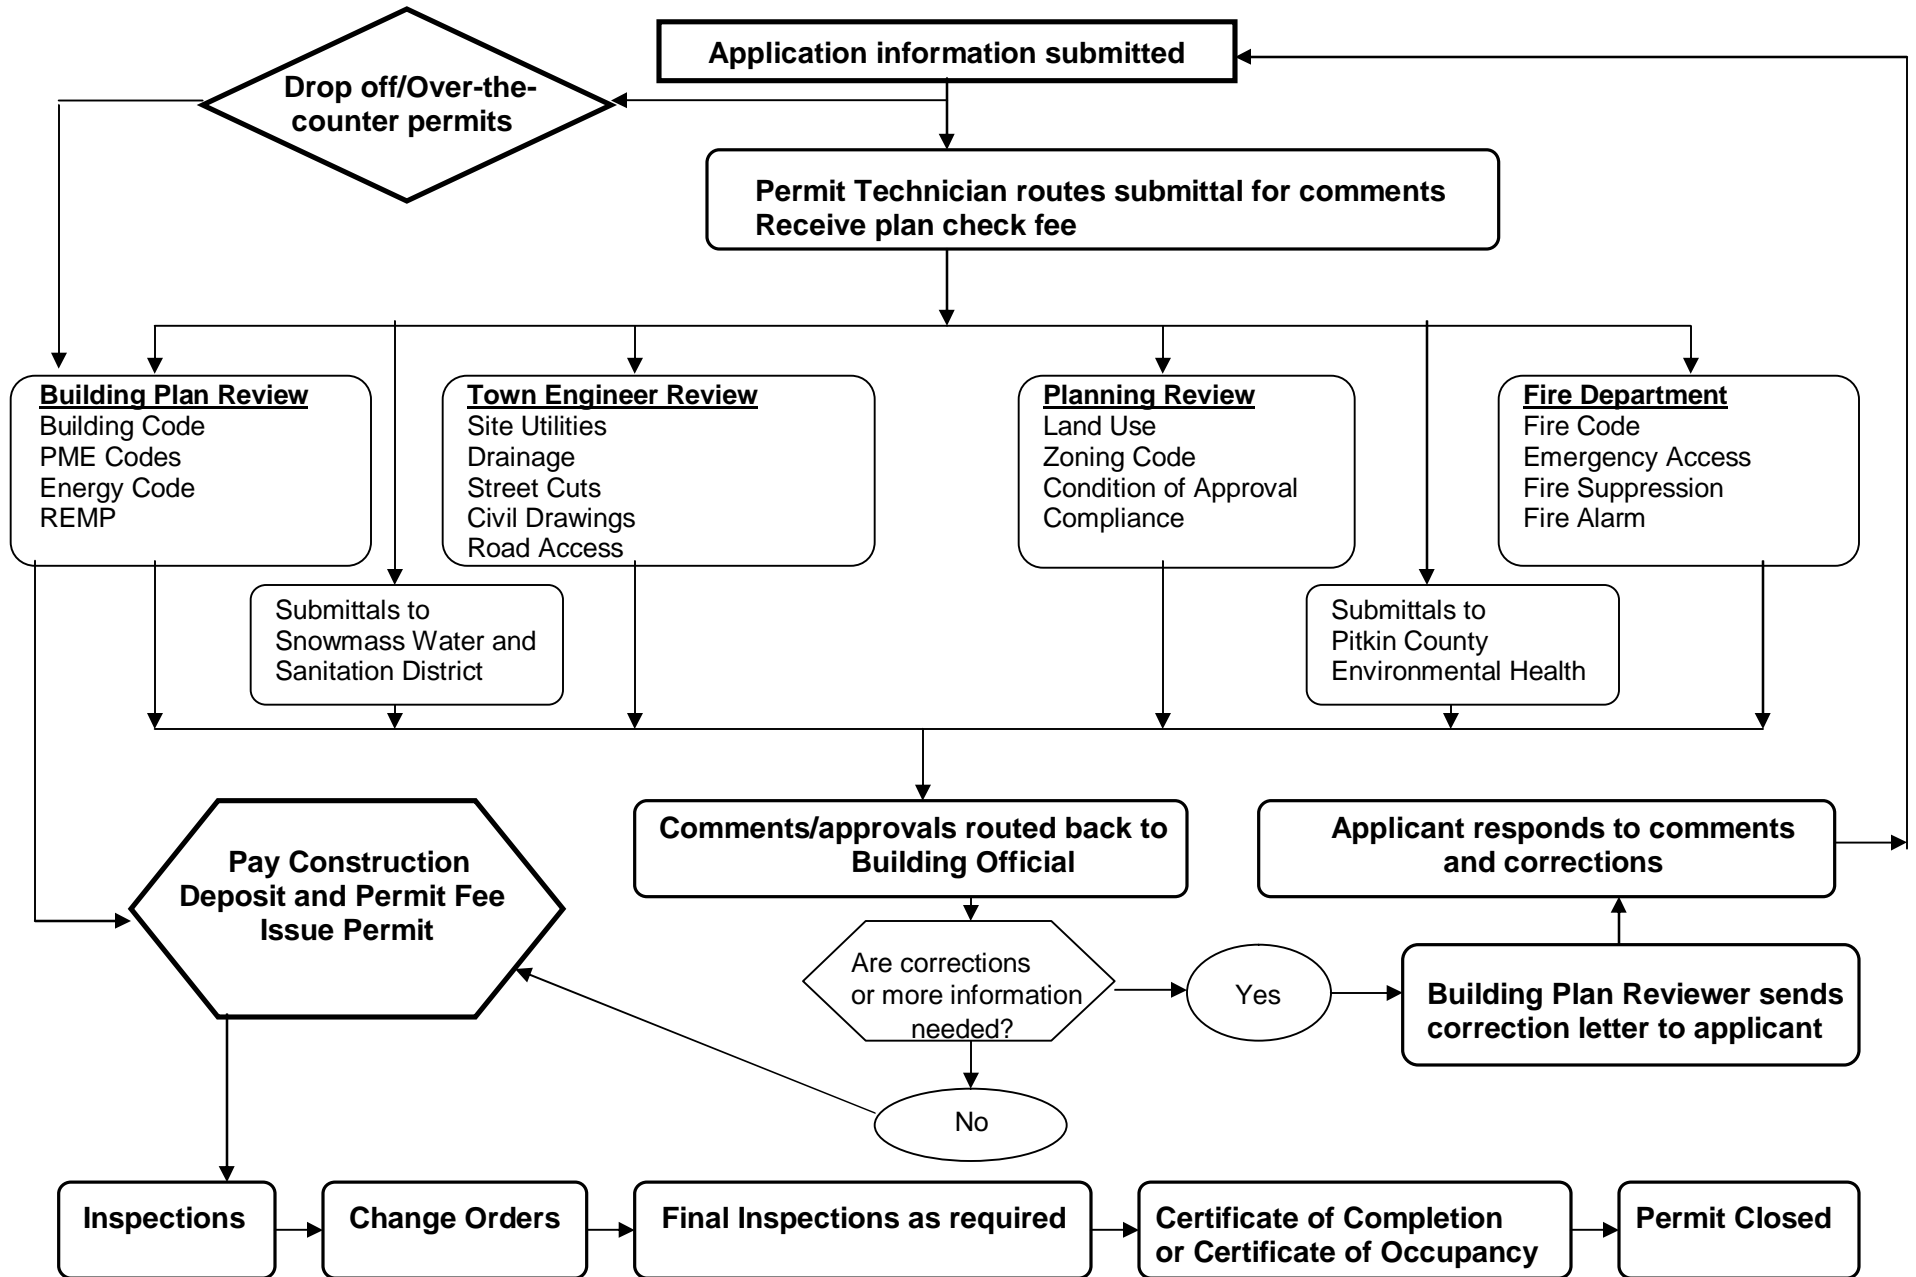 Application information submitted
Drop off/Over-the-
counter permits
Permit Technician routes submittal for comments
Receive plan check fee
Building Plan Review
Building Code
PME Codes
Energy Code
REMP
Town Engineer Review
Site Utilities
Drainage
Street Cuts
Civil Drawings
Road Access
Planning Review
Land Use
Zoning Code
Condition of Approval
Compliance
Fire Department
Fire Code
Emergency Access
Fire Suppression
Fire Alarm
Submittals to
Snowmass Water and
Sanitation District
Submittals to
Pitkin County
Environmental Health
Pay Construction
Deposit and Permit Fee
Issue Permit
Comments/approvals routed back to
Building Official
Applicant responds to comments
and corrections
Are corrections
or more information
needed?
Yes
Building Plan Reviewer sends
correction letter to applicant
No
Inspections
Change Orders
Final Inspections as required
Certificate of Completion
or Certificate of Occupancy
Permit Closed